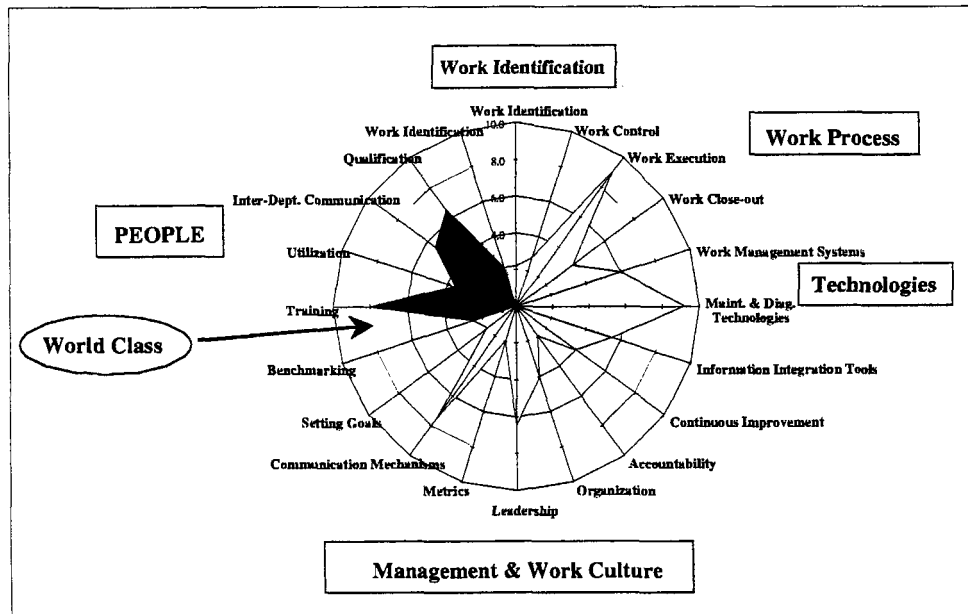 Work Identification
Work Identification
Work Identification
Work Control
10.0
Work Process
Qualification
8.0
Work Execution
Inter-Dept. Communication
6.0
Work Close-out
PEOPLE
4.0
Utilization
Work Management Systems
Technologies
Training
Maint. & Diag.
Technologies
World Class
Benchmarking
Information Integration Tools
Setting Goals
Continuous Improvement
Communication Mechanisms
Accountability
Metrics
Organization
Leadership
Management & Work Culture